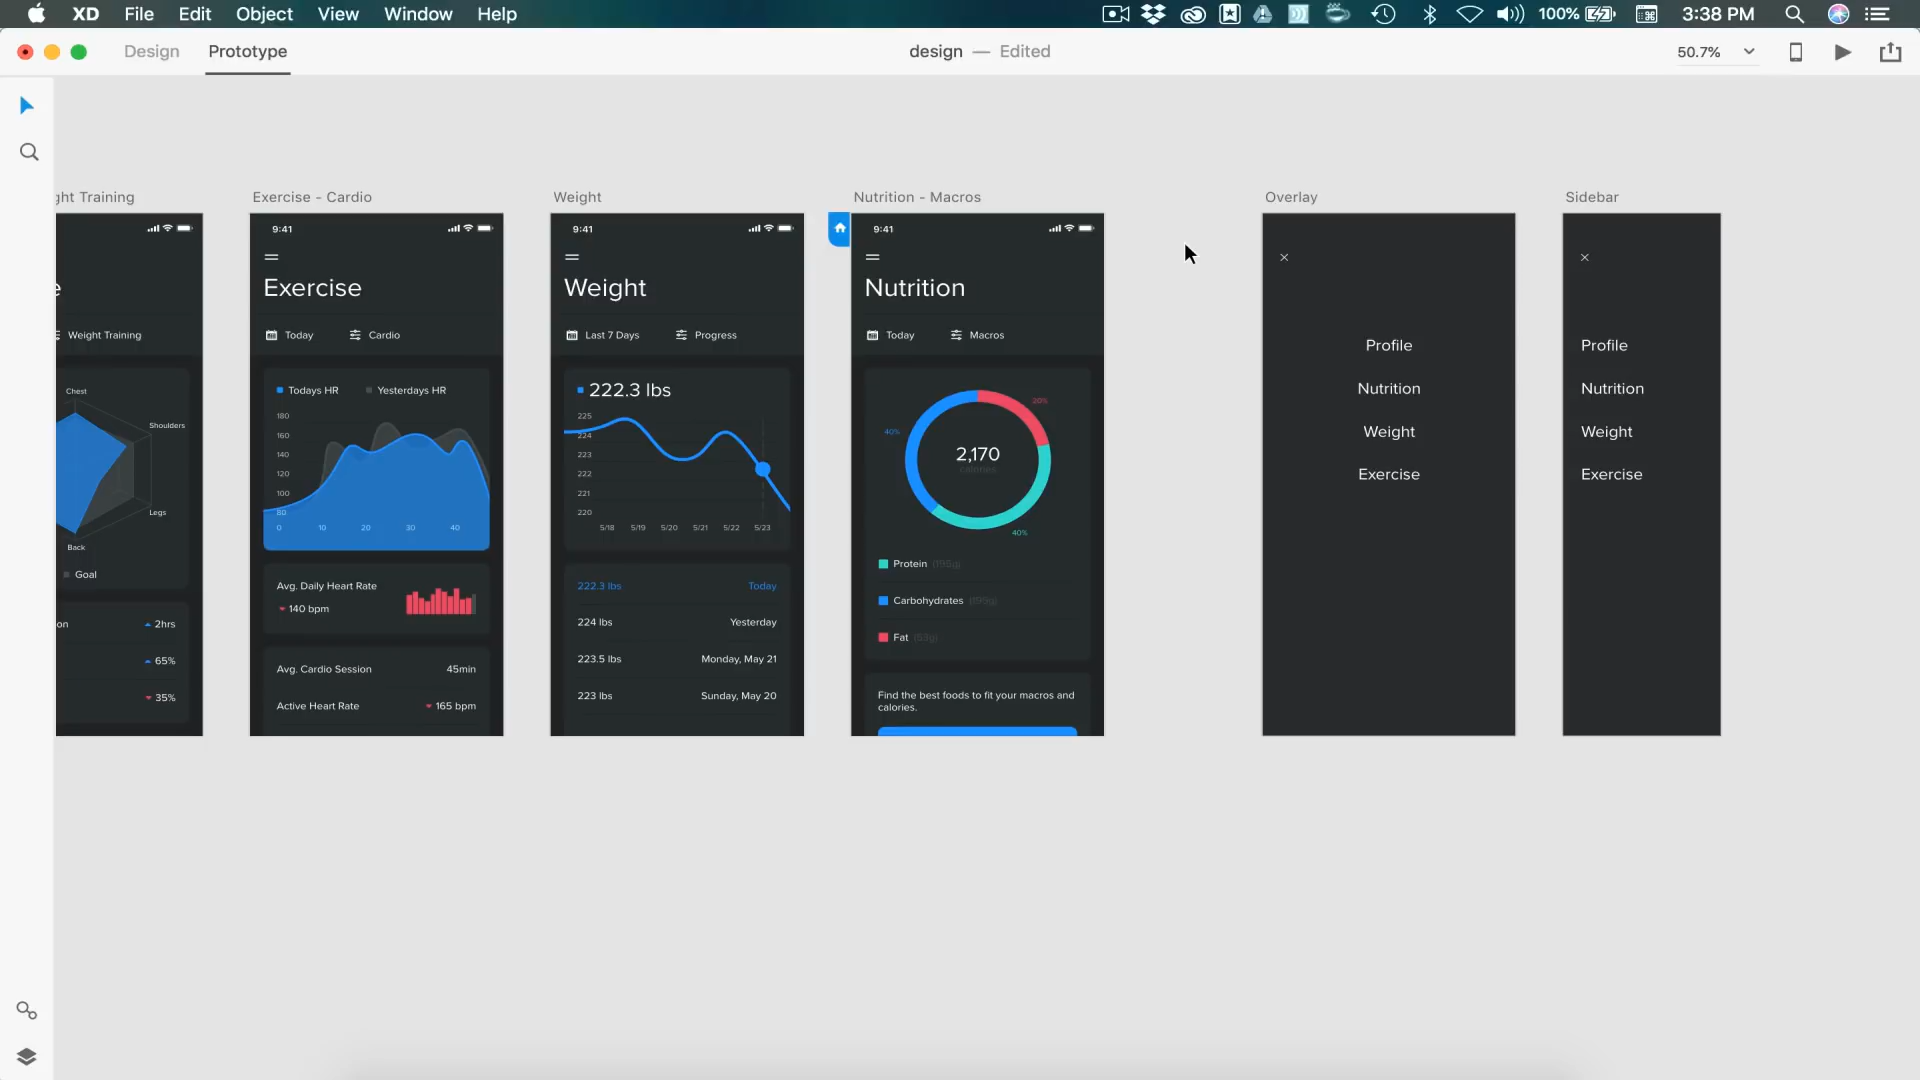 XD File Edit Object View Window Help
100% 3:38 PM
Design Prototype
design — Edited
50.7%
ght Training
e
Weight Training
Chest
Shoulders
Legs
Back
Goal
on 2hrs
65%
35%
Exercise - Cardio
9:41
Exercise
Today Cardio
Todays HR Yesterdays HR
180
160
140
120
100
80
0 10 20 30 40
Avg. Daily Heart Rate
140 bpm
Avg. Cardio Session 45min
Active Heart Rate 165 bpm
Weight
9:41
Weight
Last 7 Days Progress
222.3 lbs
225
224
223
222
221
220
5/18 5/19 5/20 5/21 5/22 5/23
222.3 lbs Today
224 lbs Yesterday
223.5 lbs Monday, May 21
223 lbs Sunday, May 20
Nutrition - Macros
9:41
Nutrition
Today Macros
20%
40%
2,170
calories
40%
Protein (195g)
Carbohydrates (195g)
Fat (53g)
Find the best foods to fit your macros and
calories.
Overlay
Profile
Nutrition
Weight
Exercise
Sidebar
Profile
Nutrition
Weight
Exercise